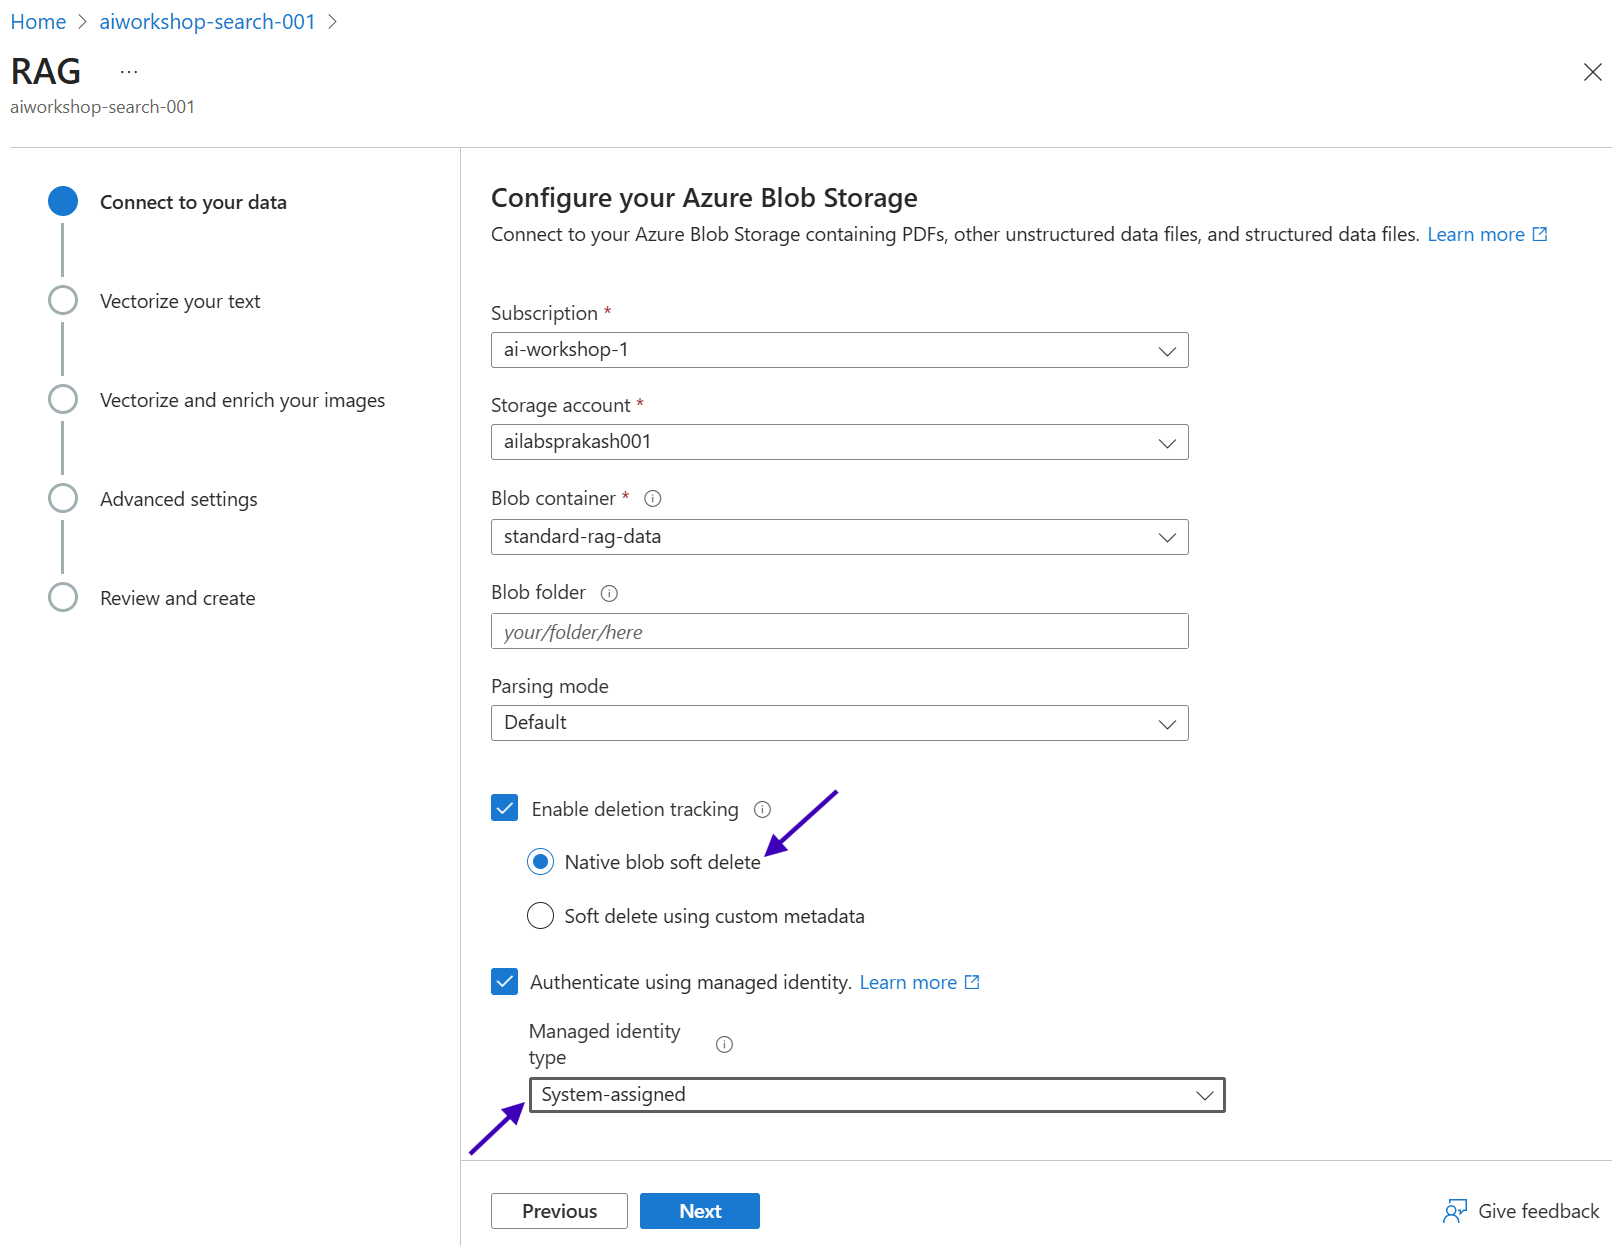 Home > aiworkshop-search-001 >
RAG ...
aiworkshop-search-001
Connect to your data
Vectorize your text
Vectorize and enrich your images
Advanced settings
Review and create
Configure your Azure Blob Storage
Connect to your Azure Blob Storage containing PDFs, other unstructured data files, and structured data files. Learn more
Subscription *
ai-workshop-1
Storage account *
ailabsprakash001
Blob container *
standard-rag-data
Blob folder
your/folder/here
Parsing mode
Default
Enable deletion tracking
Native blob soft delete
Soft delete using custom metadata
Authenticate using managed identity. Learn more
Managed identity
type
System-assigned
Previous
Next
Give feedback